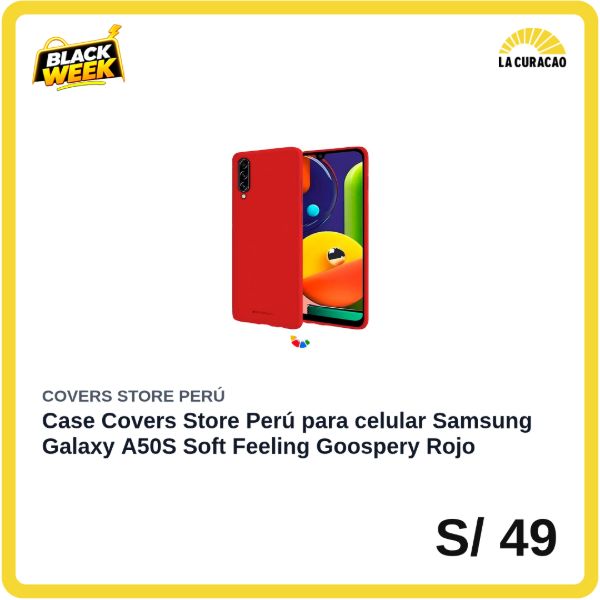 BLACK
WEEK
LA CURACAO
COVERS STORE PERÚ
Case Covers Store Perú para celular Samsung
Galaxy A50S Soft Feeling Goospery Rojo
S/ 49